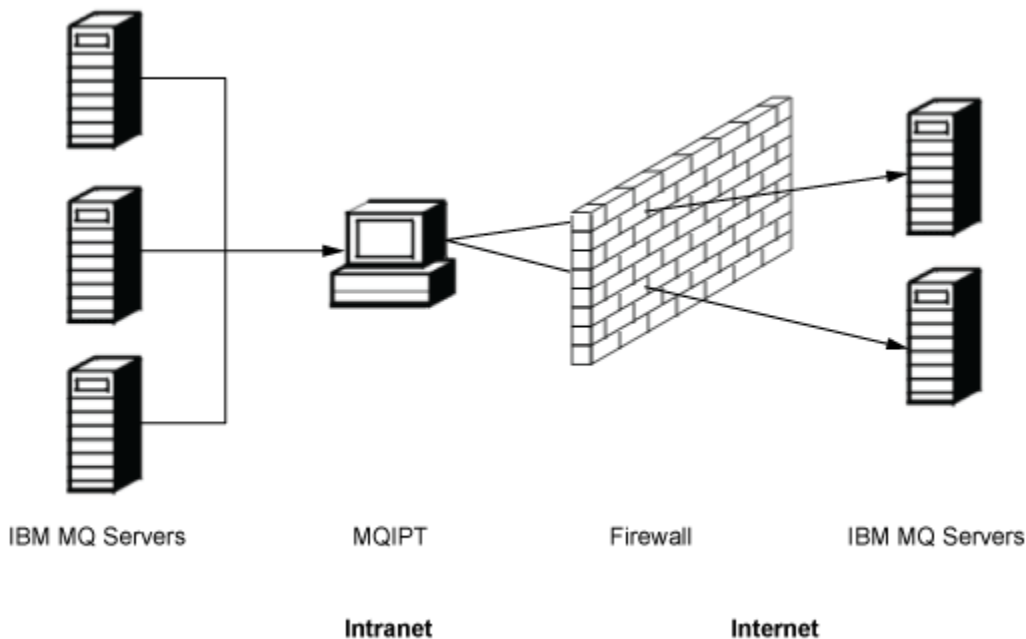 IBM MQ Servers
MQIPT
Firewall
IBM MQ Servers
Intranet
Internet